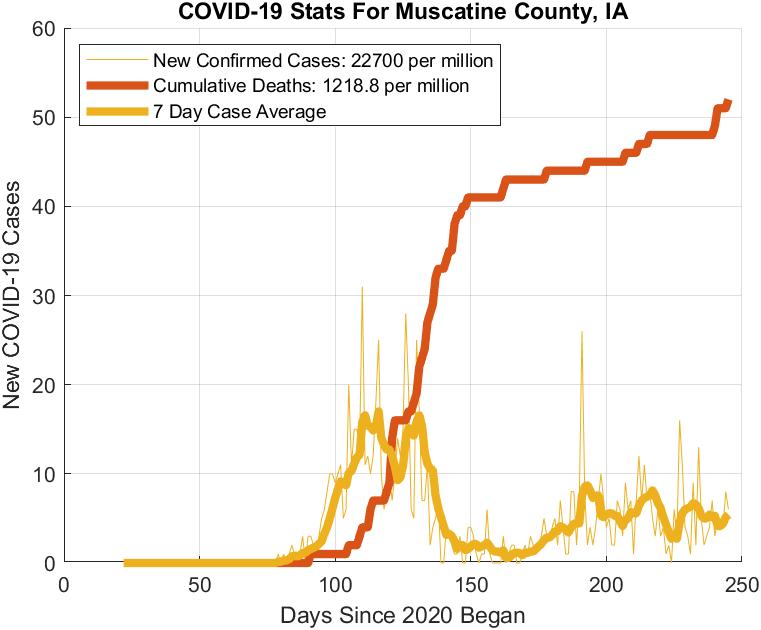 COVID-19 Stats For Muscatine County, IA
New Confirmed Cases: 22700 per million
Cumulative Deaths: 1218.8 per million
7 Day Case Average
New COVID-19 Cases
60
50
40
30
20
10
0
0 50 100 150 200 250
Days Since 2020 Began